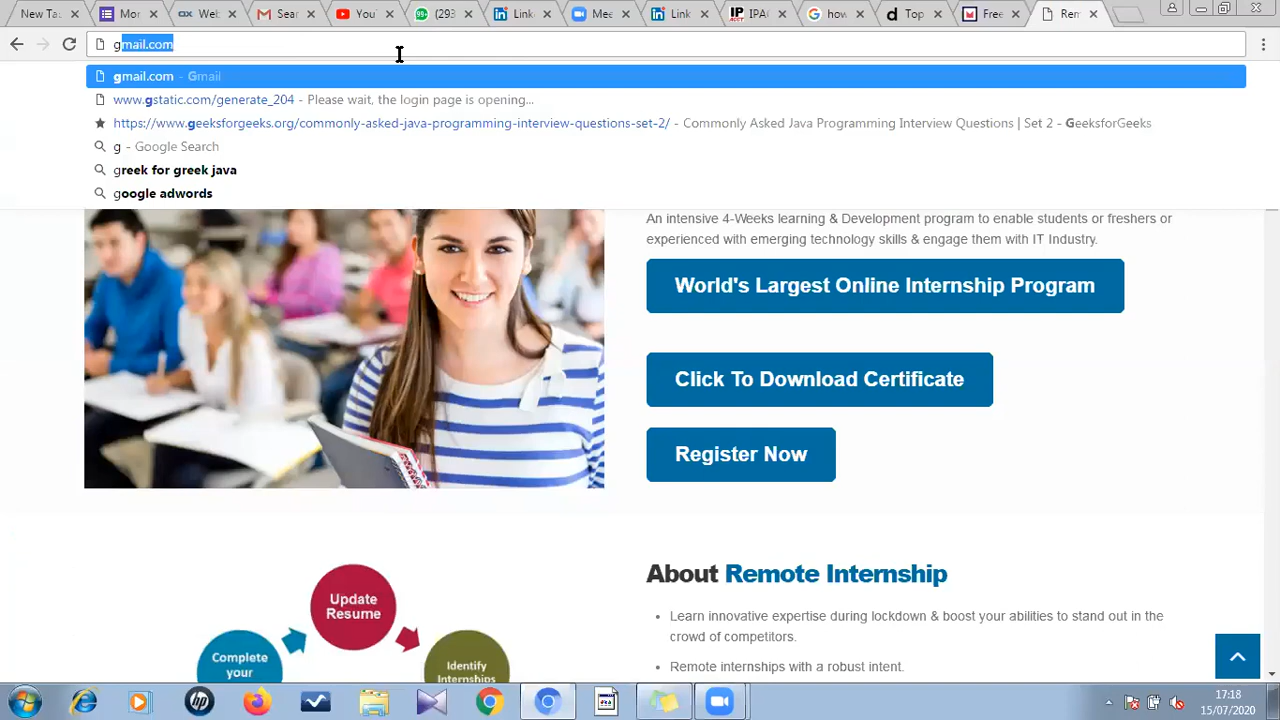 New Ta
Mon
Web
Sear
You
(293
Link
Mee
Link
IPA
how
Top
Free
Rem
gmail.com
gmail.com - Gmail
www.gstatic.com/generate_204 - Please wait, the login page is opening...
https://www.geeksforgeeks.org/commonly-asked-java-programming-interview-questions-set-2/ - Commonly Asked Java Programming Interview Questions | Set 2 - GeeksforGeeks
g - Google Search
greek for greek java
google adwords
An intensive 4-Weeks learning & Development program to enable students or freshers or
experienced with emerging technology skills & engage them with IT Industry.
World's Largest Online Internship Program
Click To Download Certificate
Register Now
About Remote Internship
Update
Resume
Complete
your
Identify
Internships
• Learn innovative expertise during lockdown & boost your abilities to stand out in the
crowd of competitors.
• Remote internships with a robust intent.
17:18
15/07/2020